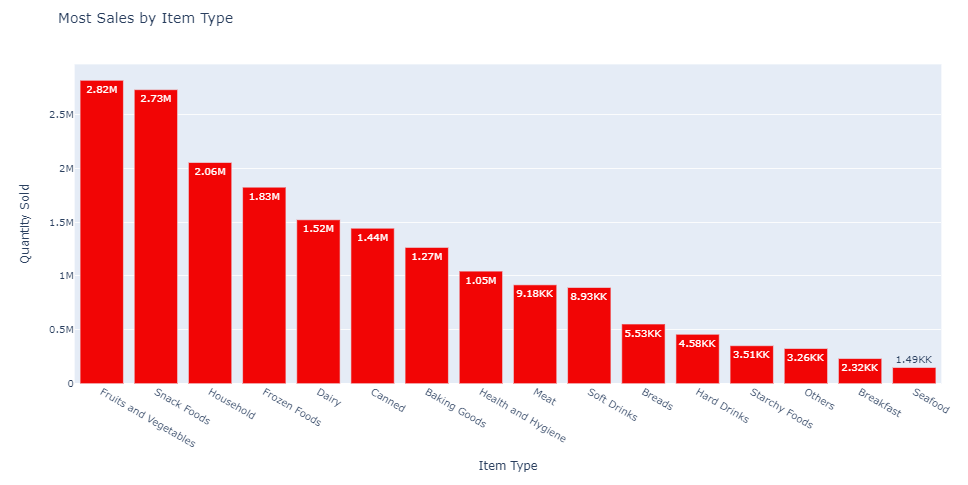 Most Sales by Item Type
Quantity Sold
2.5M
2M
1.5M
1M
0.5M
0
2.82M
2.73M
2.06M
1.83M
1.52M
1.44M
1.27M
1.05M
9.18KK
8.93KK
5.53KK
4.58KK
3.51KK
3.26KK
2.32KK
1.49KK
Fruits and Vegetables
Snack Foods
Household
Frozen Foods
Dairy
Canned
Baking Goods
Health and Hygiene
Meat
Soft Drinks
Breads
Hard Drinks
Starchy Foods
Others
Breakfast
Seafood
Item Type